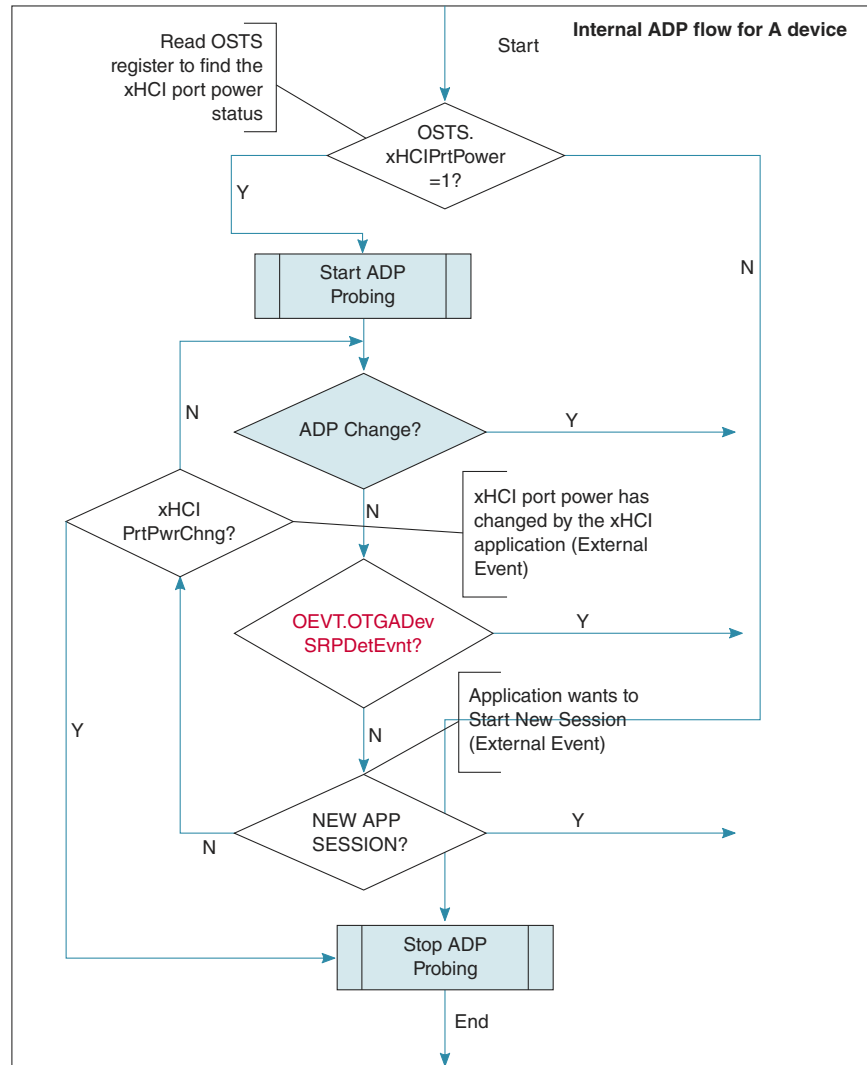 Internal ADP flow for A device
Start
Read OSTS
register to find the
xHCI port power
status
OSTS.
xHCIPrtPower
=1?
Y
N
Start ADP
Probing
N
ADP Change?
Y
xHCI
PrtPwrChng?
N
xHCI port power has
changed by the xHCI
application (External
Event)
OEVT.OTGADev
SRPDetEvnt?
Y
Y
N
Application wants to
Start New Session
(External Event)
NEW APP
SESSION?
Y
N
Stop ADP
Probing
End